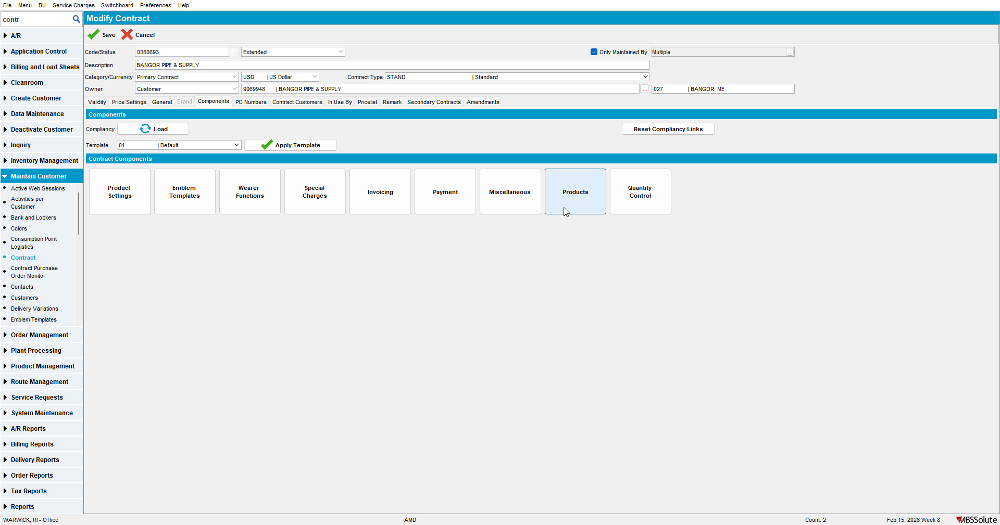 File Menu BU Service Charges Switchboard Preferences Help
contr
Modify Contract
Save Cancel
Code/Status 0380693 ... Extended Only Maintained By Multiple ...
Description BANGOR PIPE & SUPPLY
Category/Currency Primary Contract USD | US Dollar Contract Type STAND | Standard
Owner Customer 9069948 | BANGOR PIPE & SUPPLY ... 027 | BANGOR, ME
Validity Price Settings General Brand Components PO Numbers Contract Customers In Use By Pricelist Remark Secondary Contracts Amendments
Components
Compliancy Load Reset Compliancy Links
Template 01 | Default Apply Template
Contract Components
Product
Settings
Emblem
Templates
Wearer
Functions
Special
Charges
Invoicing
Payment
Miscellaneous
Products
Quantity
Control
A/R
Application Control
Billing and Load Sheets
Cleanroom
Create Customer
Data Maintenance
Deactivate Customer
Inquiry
Inventory Management
Maintain Customer
Active Web Sessions
Activities per
Customer
Bank and Lockers
Colors
Consumption Point
Logistics
Contract
Contract Purchase
Order Monitor
Contacts
Customers
Delivery Variations
Emblem Templates
Order Management
Plant Processing
Product Management
Route Management
Service Requests
System Maintenance
A/R Reports
Billing Reports
Delivery Reports
Order Reports
Tax Reports
Reports
WARWICK, RI - Office AMD Count: 2 Feb 15, 2026 Week 8 ABSSolute